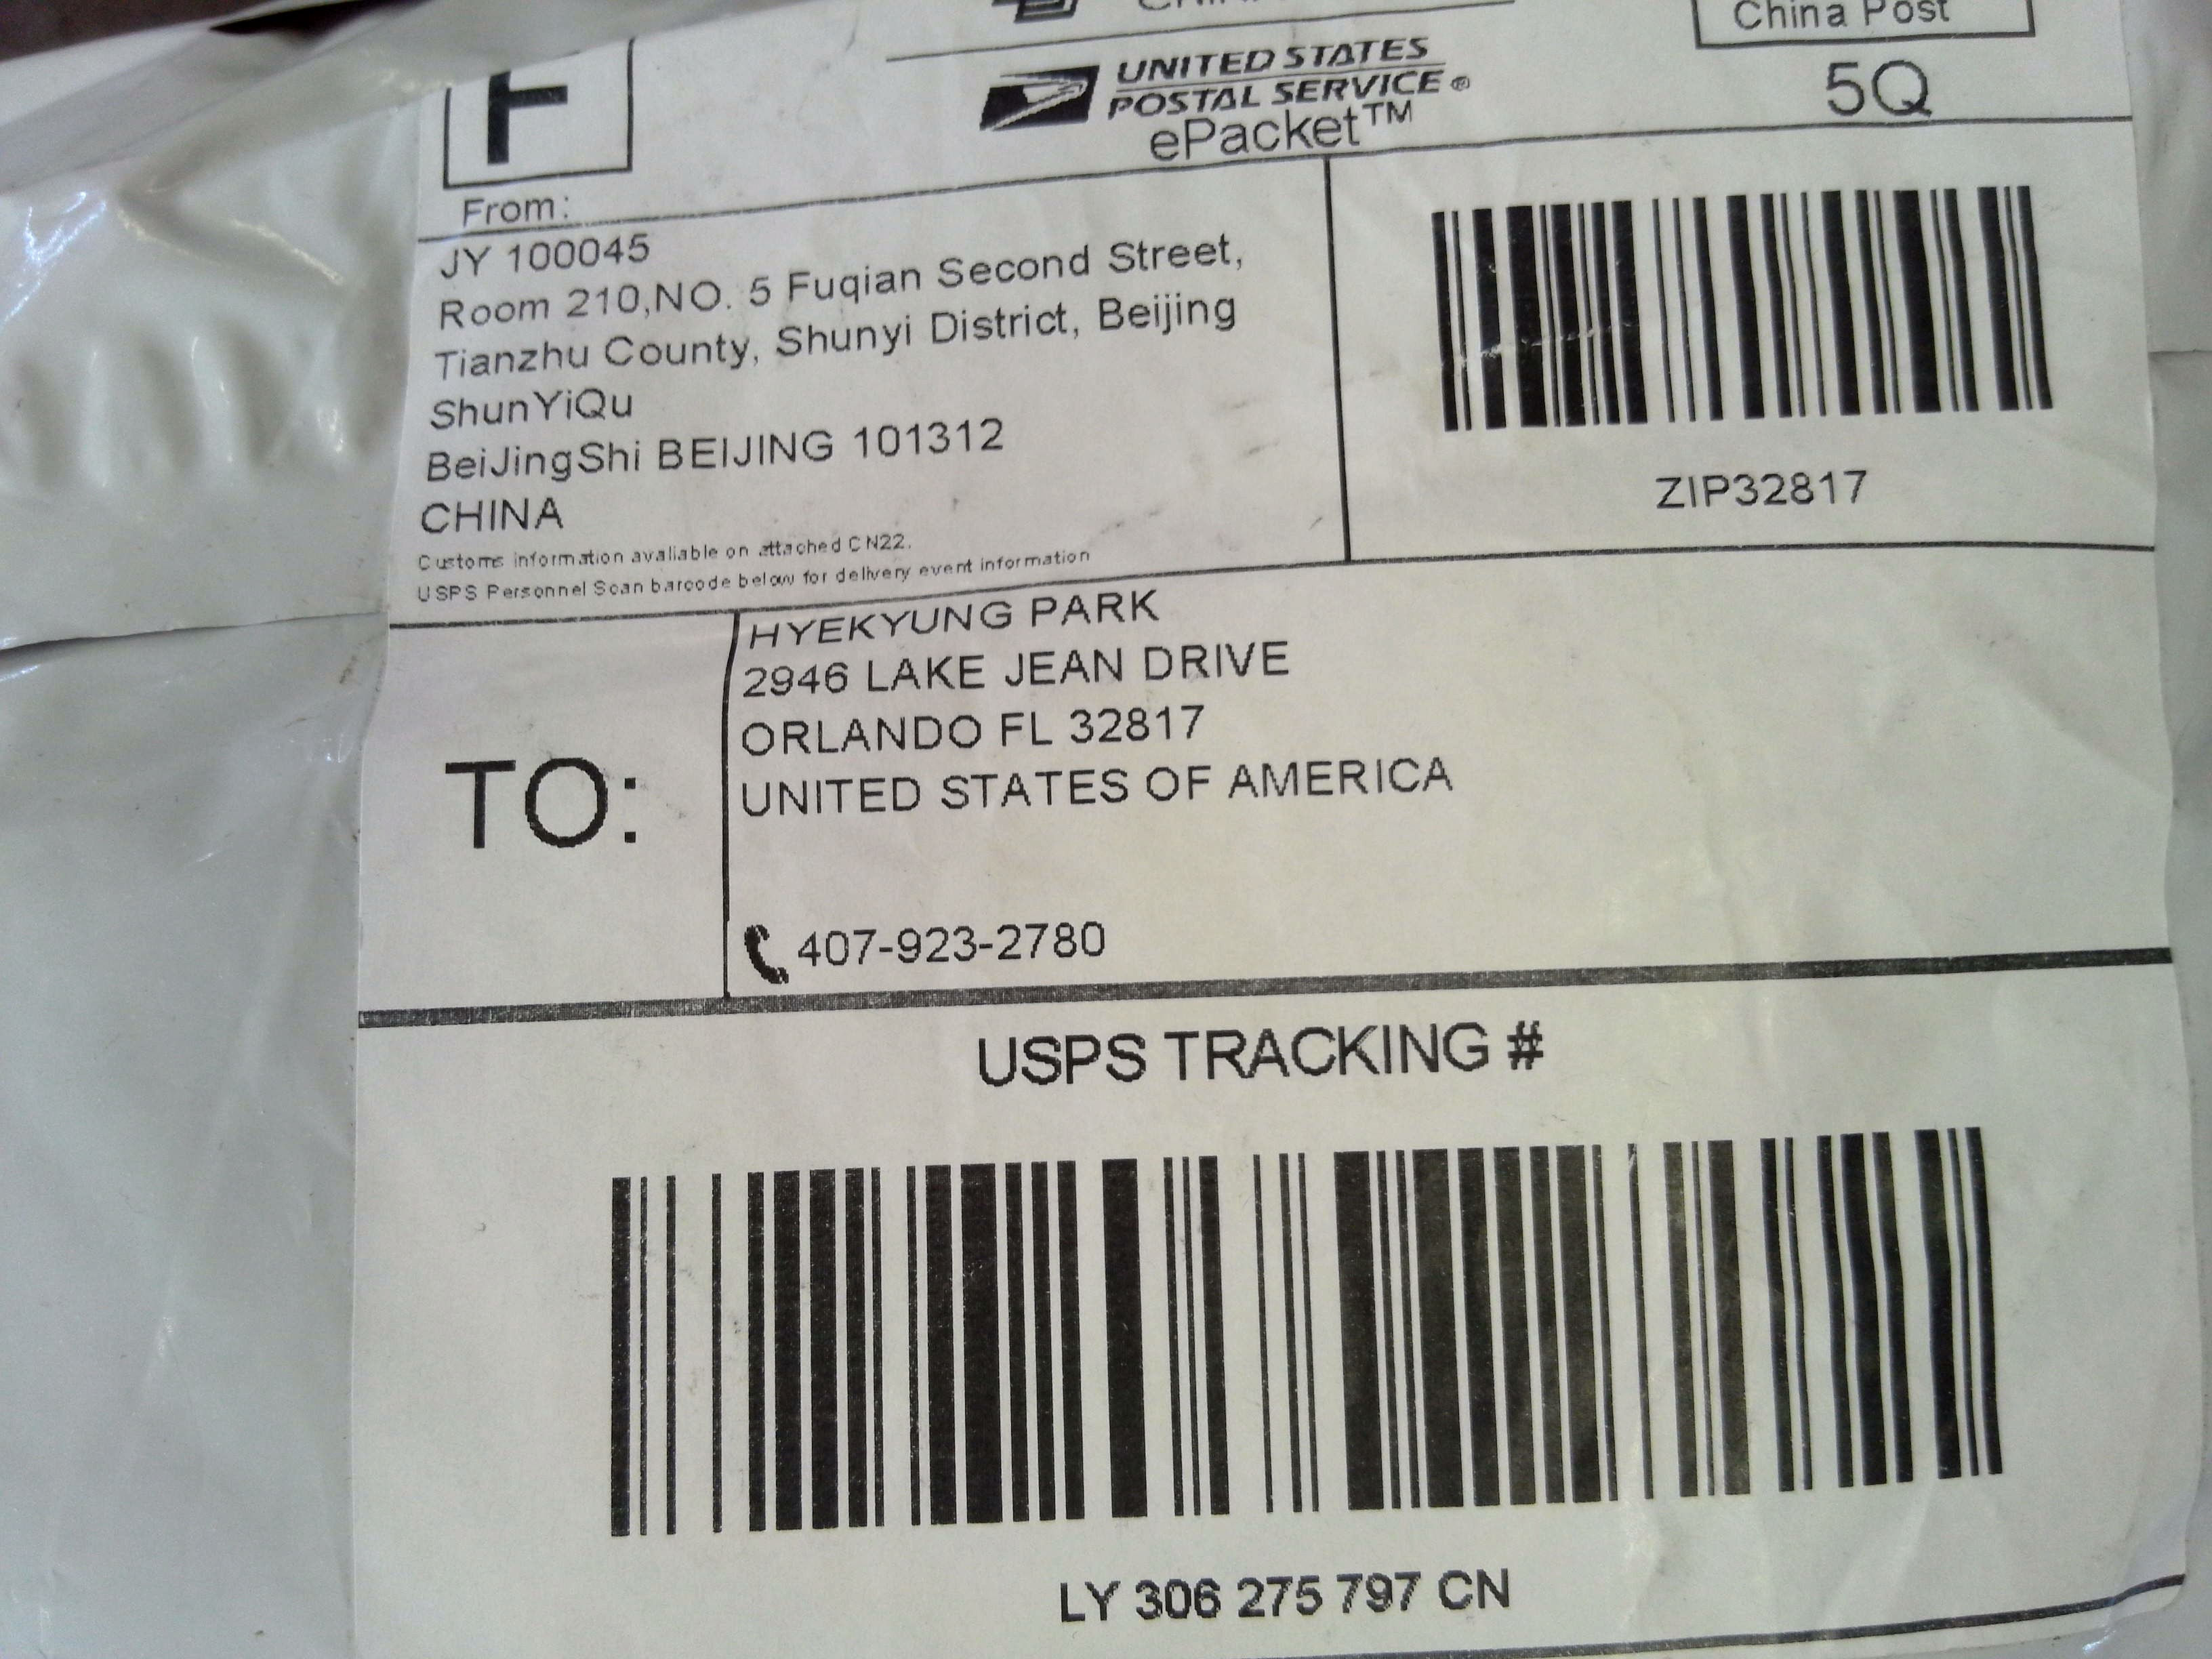 China Post
UNITED STATES
POSTAL SERVICE®
ePacket™
5Q
F
From:
JY 100045
Room 210,NO. 5 Fuqian Second Street,
Tianzhu County, Shunyi District, Beijing
ShunYiQu
BeiJingShi BEIJING 101312
CHINA
Customs information avaliable on attached CN22.
USPS Personnel Scan barcode below for delivery event information
ZIP32817
TO:
HYEKYUNG PARK
2946 LAKE JEAN DRIVE
ORLANDO FL 32817
UNITED STATES OF AMERICA
407-923-2780
USPS TRACKING #
LY 306 275 797 CN